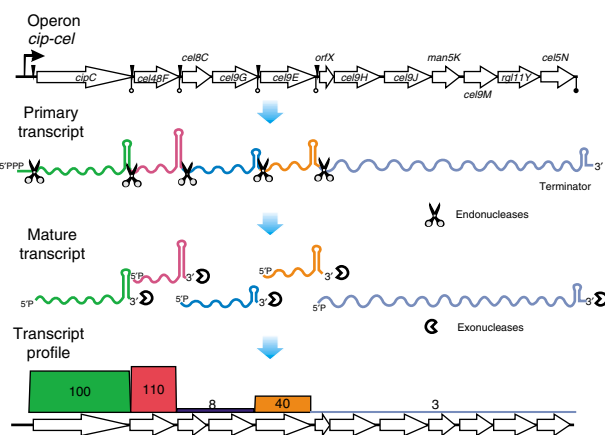 Operon
cip-cel
cipC
cel48F
cel8C
cel9G
cel9E
orfX
cel9H
cel9J
man5K
cel9M
rgl11Y
cel5N
Primary
transcript
5'PPP
3'
Terminator
Endonucleases
Mature
transcript
5'P
3'
5'P
3'
5'P
3'
5'P
3'
5'P
3'
Exonucleases
Transcript
profile
100
110
8
40
3